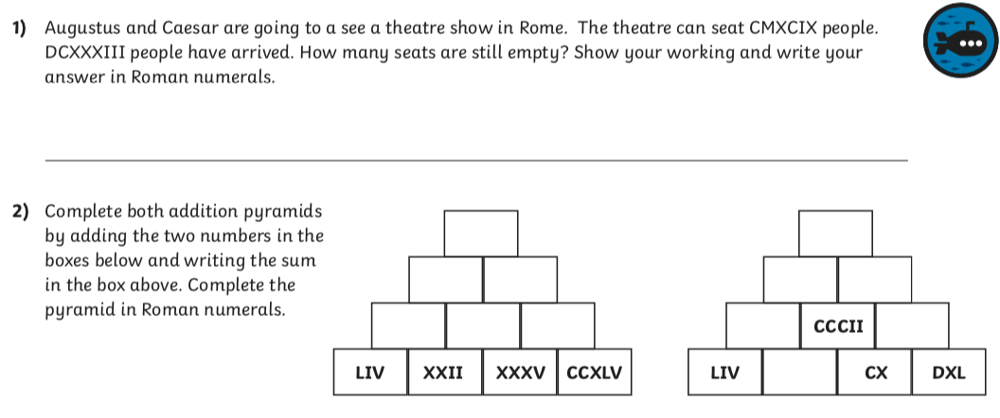 1) Augustus and Caesar are going to a see a theatre show in Rome. The theatre can seat CMXCIX people.
DCXXXIII people have arrived. How many seats are still empty? Show your working and write your
answer in Roman numerals.
2) Complete both addition pyramids
by adding the two numbers in the
boxes below and writing the sum
in the box above. Complete the
pyramid in Roman numerals.
CCCII
LIV XXII XXXV CCXLV LIV CX DXL